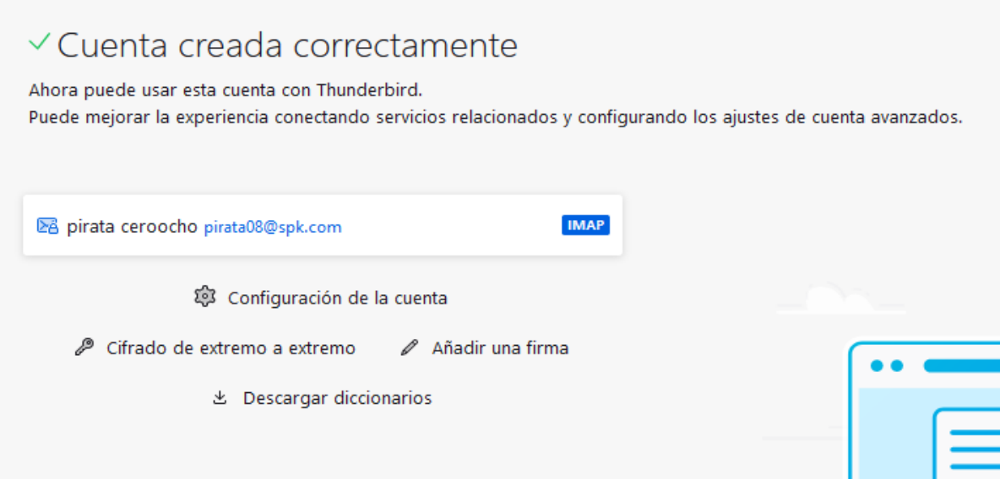 Cuenta creada correctamente
Ahora puede usar esta cuenta con Thunderbird.
Puede mejorar la experiencia conectando servicios relacionados y configurando los ajustes de cuenta avanzados.
pirata ceroocho pirata08@spk.com IMAP
Configuración de la cuenta
Cifrado de extremo a extremo Añadir una firma
Descargar diccionarios